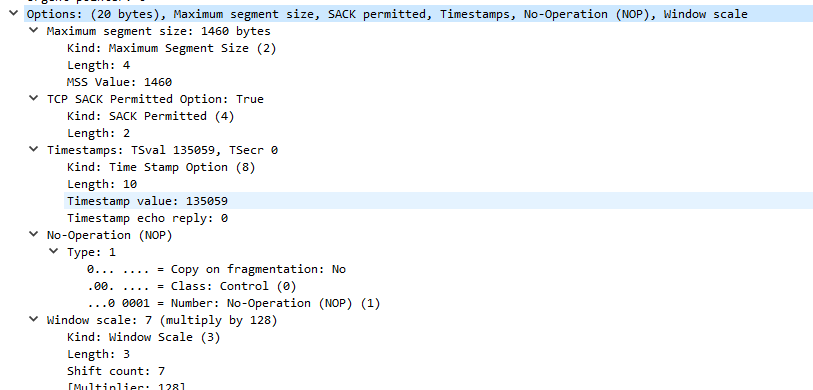 Options: (20 bytes), Maximum segment size, SACK permitted, Timestamps, No-Operation (NOP), Window scale
Maximum segment size: 1460 bytes
Kind: Maximum Segment Size (2)
Length: 4
MSS Value: 1460
TCP SACK Permitted Option: True
Kind: SACK Permitted (4)
Length: 2
Timestamps: TSval 135059, TSecr 0
Kind: Time Stamp Option (8)
Length: 10
Timestamp value: 135059
Timestamp echo reply: 0
No-Operation (NOP)
Type: 1
0... .... = Copy on fragmentation: No
.00. .... = Class: Control (0)
...0 0001 = Number: No-Operation (NOP) (1)
Window scale: 7 (multiply by 128)
Kind: Window Scale (3)
Length: 3
Shift count: 7
[Multiplier: 128]